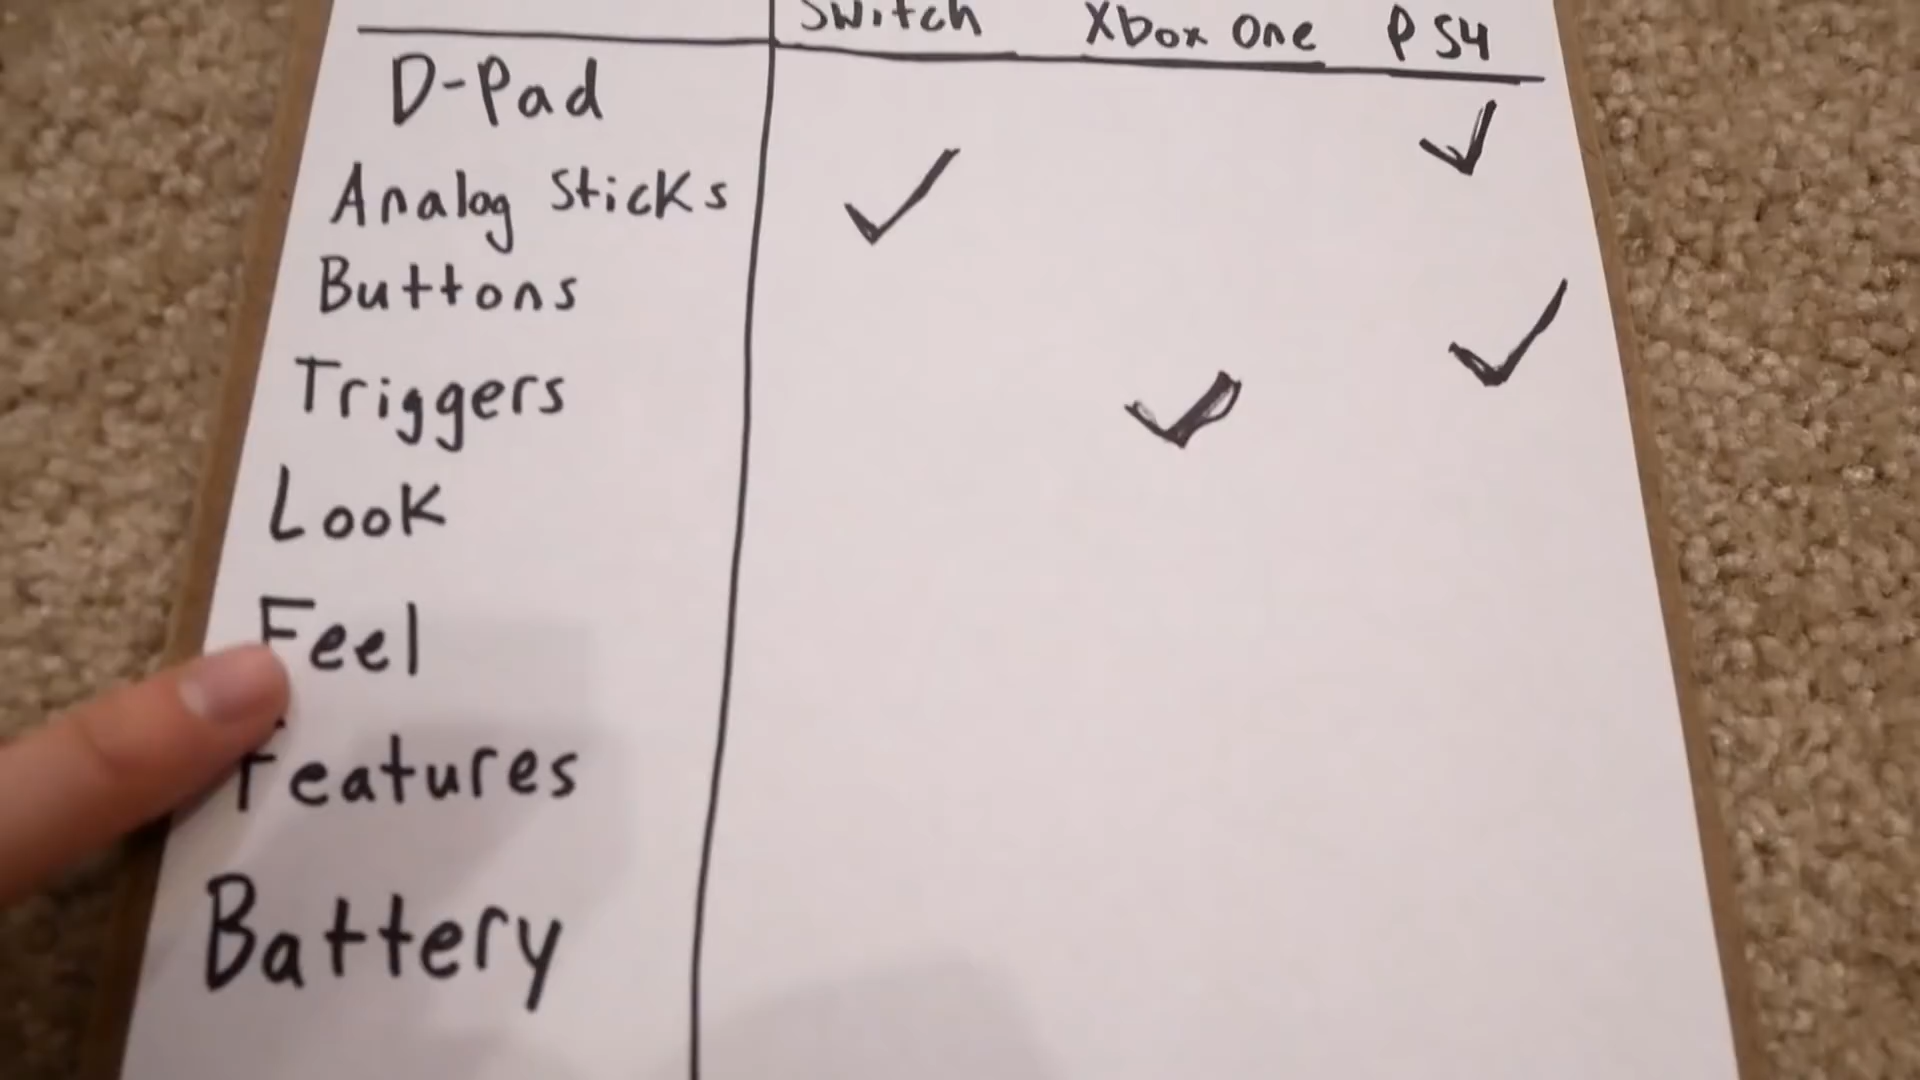 Switch Xbox One PS4
D-Pad ✓
Analog Sticks ✓
Buttons ✓
Triggers ✓
Look
Feel
Features
Battery